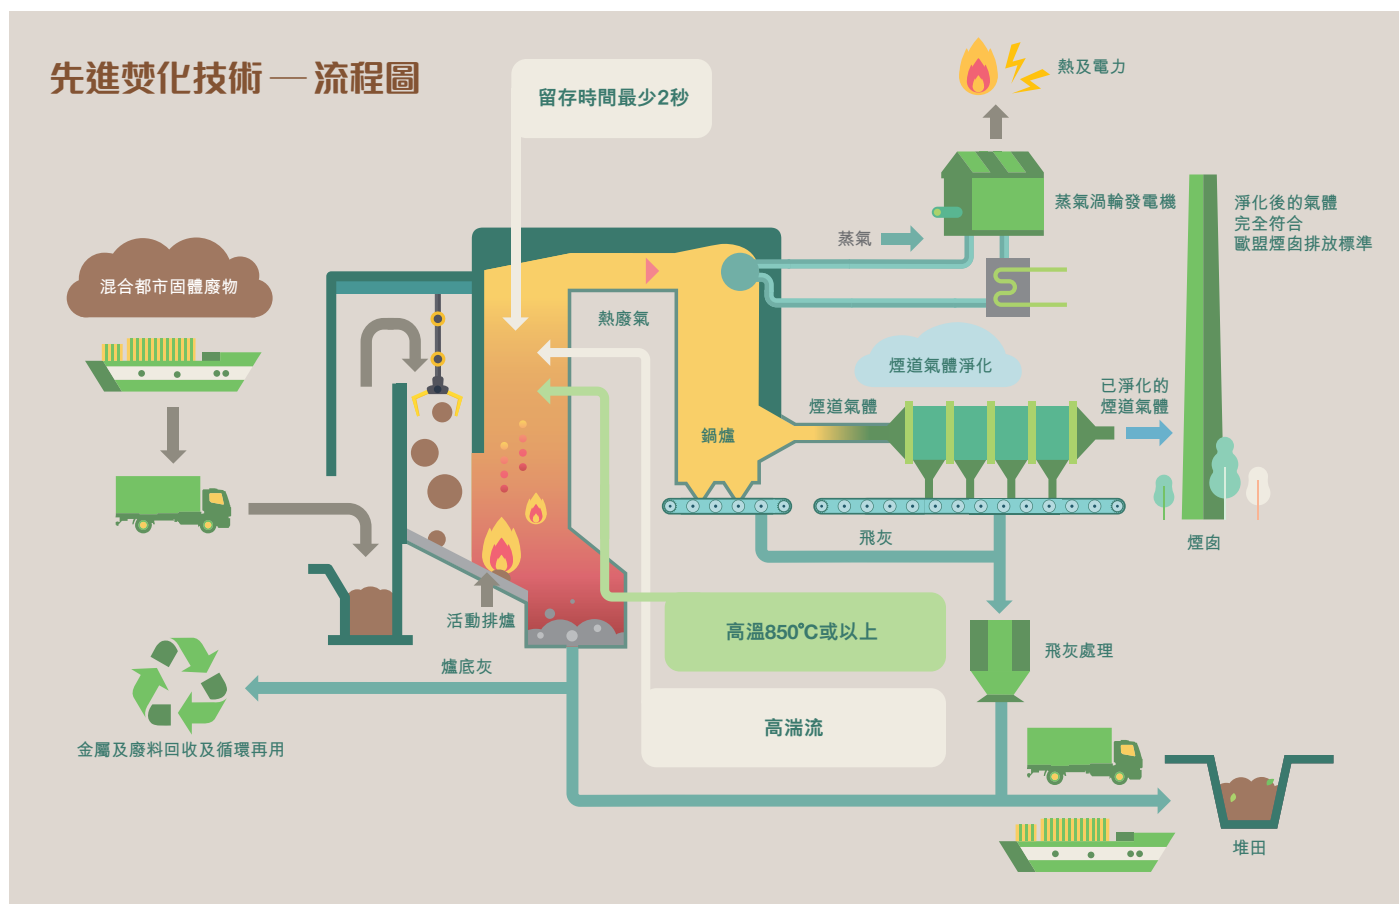 先進焚化技術 — 流程圖
留存時間最少2秒
熱及電力
蒸氣渦輪發電機
蒸氣
淨化後的氣體
完全符合
歐盟煙囱排放標準
混合都市固體廢物
熱廢氣
煙道氣體淨化
煙道氣體
已淨化的
煙道氣體
鍋爐
飛灰
煙囱
活動排爐
高溫850°C或以上
飛灰處理
爐底灰
高湍流
金屬及廢料回收及循環再用
堆田